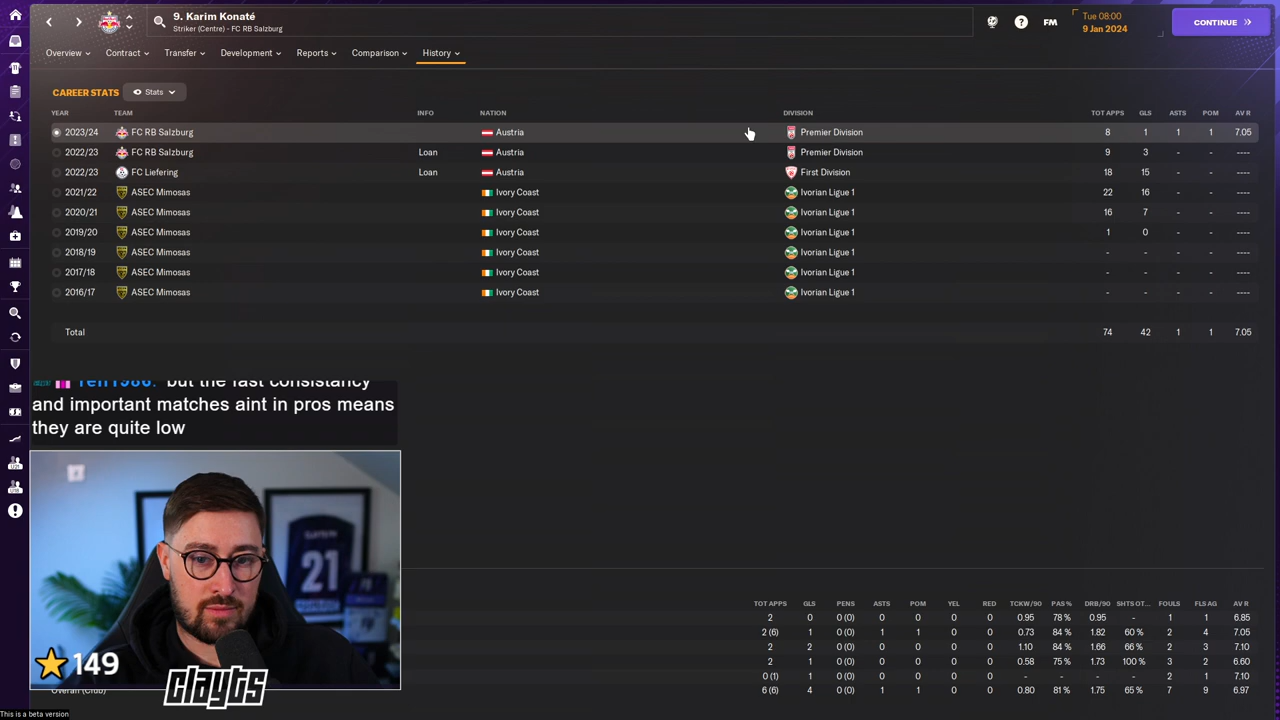 9. Karim Konaté
Striker (Centre) - FC RB Salzburg
FM
Tue 08:00
9 Jan 2024
CONTINUE
Overview
Contract
Transfer
Development
Reports
Comparison
History
CAREER STATS
Stats
YEAR TEAM INFO NATION DIVISION TOT APPS GLS ASTS POM AV R
2023/24 FC RB Salzburg Austria Premier Division 8 1 1 1 7.05
2022/23 FC RB Salzburg Loan Austria Premier Division 9 3 - - ----
2022/23 FC Liefering Loan Austria First Division 18 15 - - ----
2021/22 ASEC Mimosas Ivory Coast Ivorian Ligue 1 22 16 - - ----
2020/21 ASEC Mimosas Ivory Coast Ivorian Ligue 1 16 7 - - ----
2019/20 ASEC Mimosas Ivory Coast Ivorian Ligue 1 1 0 - - ----
2018/19 ASEC Mimosas Ivory Coast Ivorian Ligue 1 - - - - ----
2017/18 ASEC Mimosas Ivory Coast Ivorian Ligue 1 - - - - ----
2016/17 ASEC Mimosas Ivory Coast Ivorian Ligue 1 - - - - ----
Total 74 42 1 1 7.05
but the fast consistancy
and important matches aint in pros means
they are quite low
21
149
clayts
TOT APPS GLS PENS ASTS POM YEL RED TCKW/90 PAS % DRB/90 SHTS OT... FOULS FLS AG AV R
2 0 0 (0) 0 0 0 0 0.95 78 % 0.95 - 1 1 6.85
2 (6) 1 0 (0) 1 1 0 0 0.73 84 % 1.82 60 % 2 4 7.05
2 2 0 (0) 0 0 0 0 1.10 84 % 1.66 66 % 2 3 7.10
2 1 0 (0) 0 0 0 0 0.58 75 % 1.73 100 % 3 2 6.60
0 (1) 1 0 (0) 0 0 0 0 - - - - 2 1 7.10
Overall (Club) 6 (6) 4 0 (0) 1 1 0 0 0.80 81 % 1.75 65 % 7 9 6.97
This is a beta version